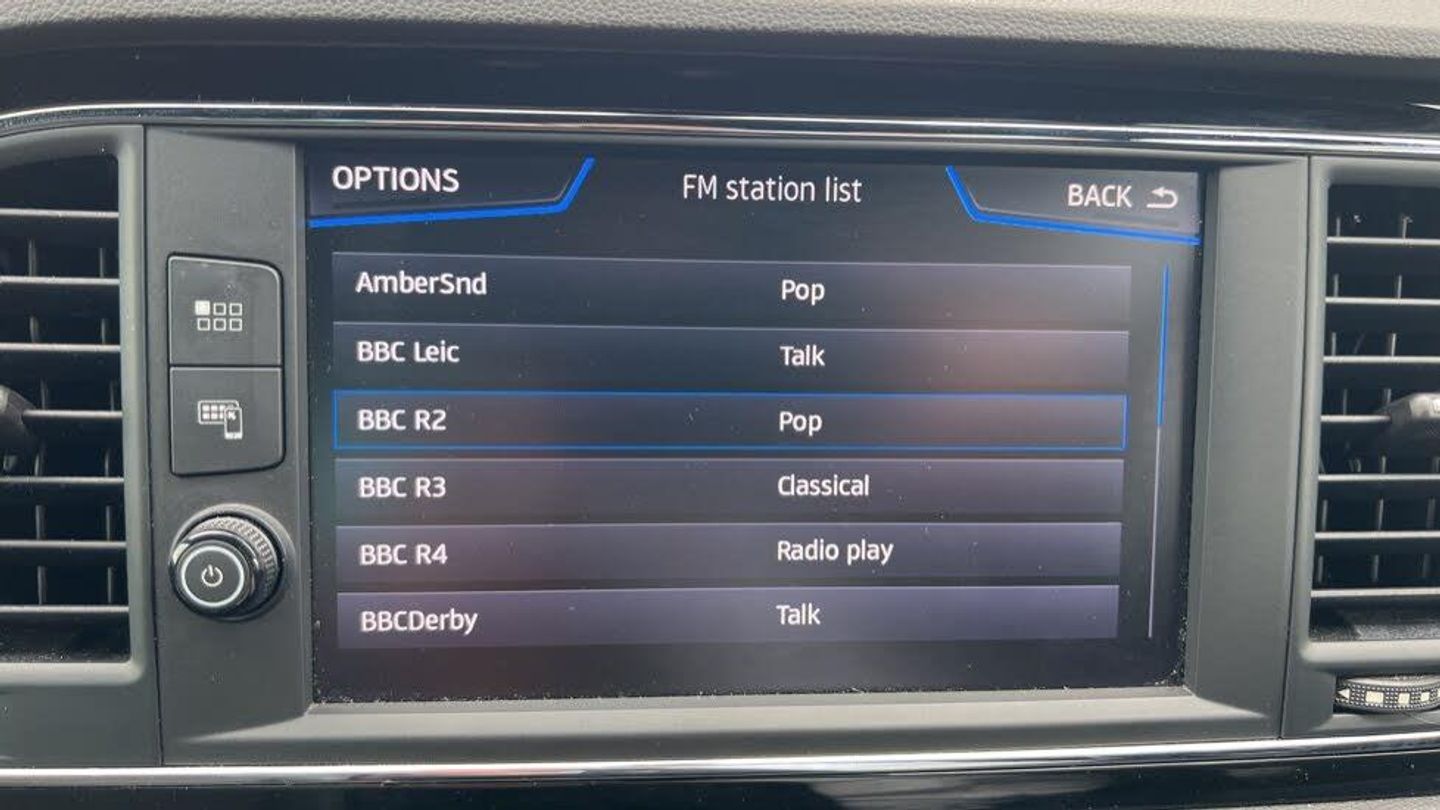 OPTIONS FM station list BACK
AmberSnd Pop
BBC Leic Talk
BBC R2 Pop
BBC R3 Classical
BBC R4 Radio play
BBCDerby Talk